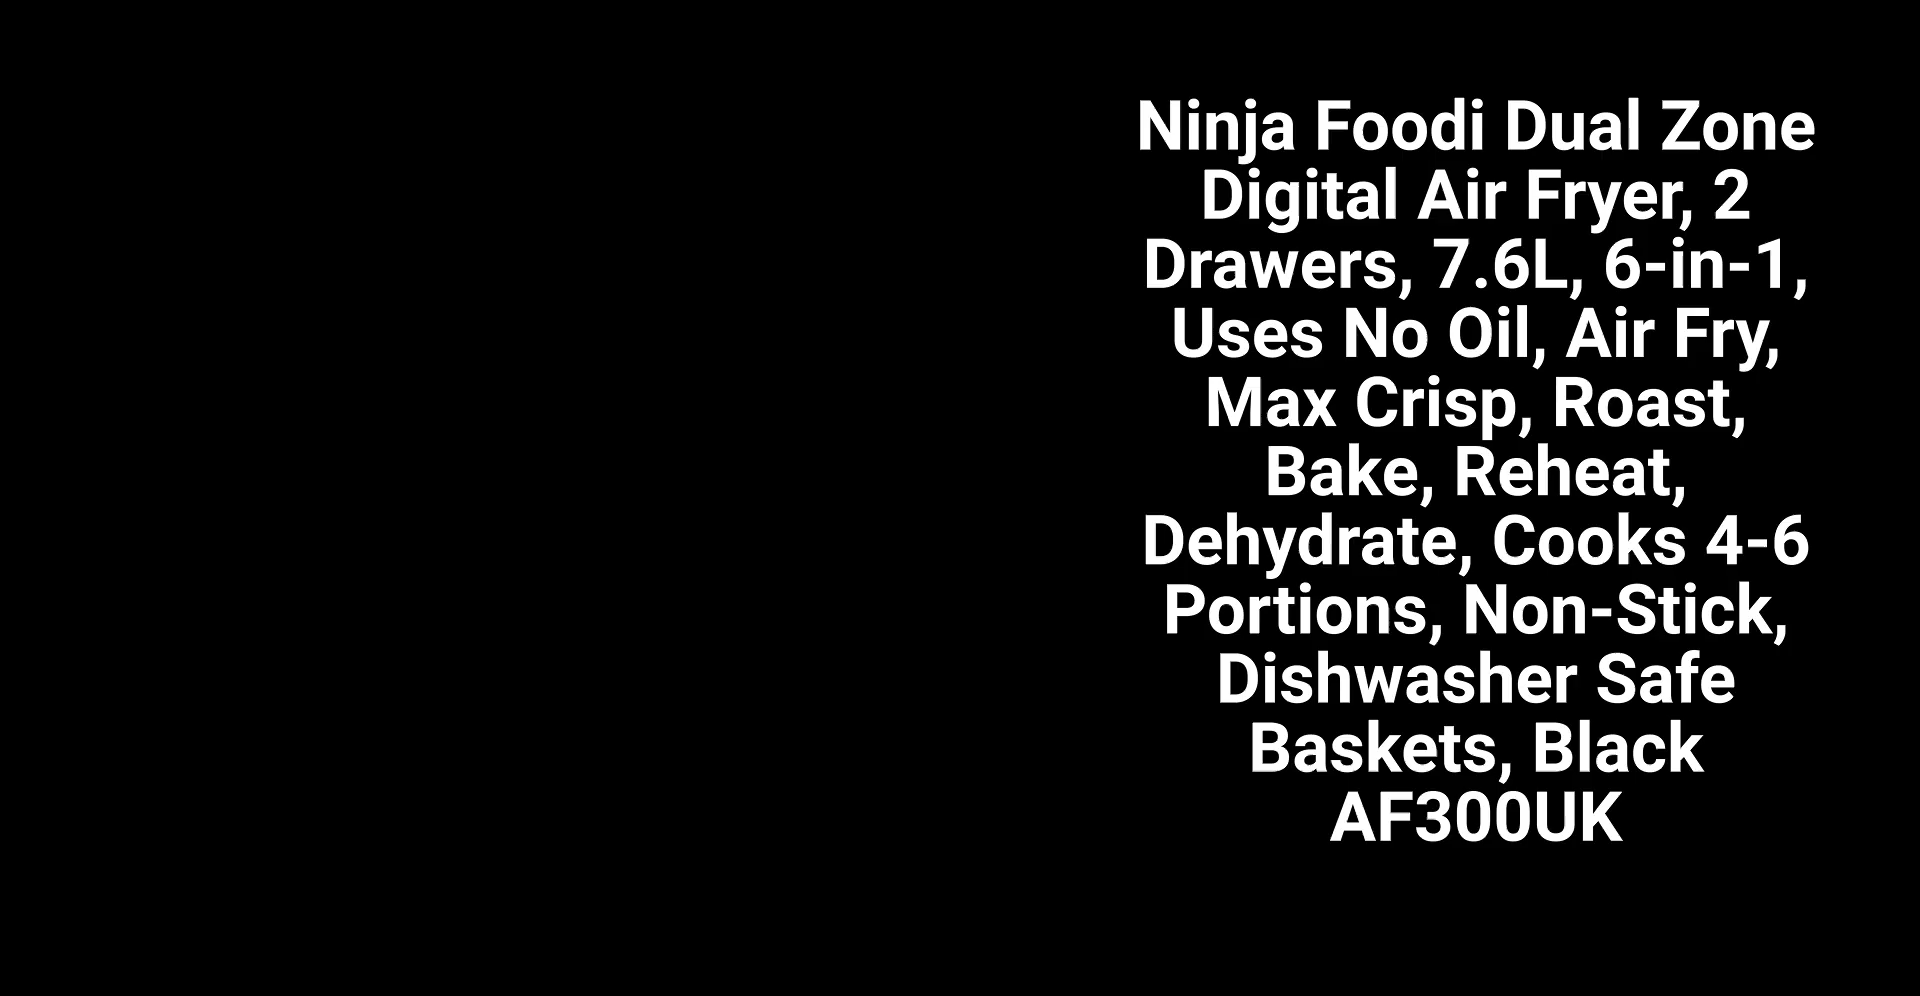 Ninja Foodi Dual Zone
Digital Air Fryer, 2
Drawers, 7.6L, 6-in-1,
Uses No Oil, Air Fry,
Max Crisp, Roast,
Bake, Reheat,
Dehydrate, Cooks 4-6
Portions, Non-Stick,
Dishwasher Safe
Baskets, Black
AF300UK